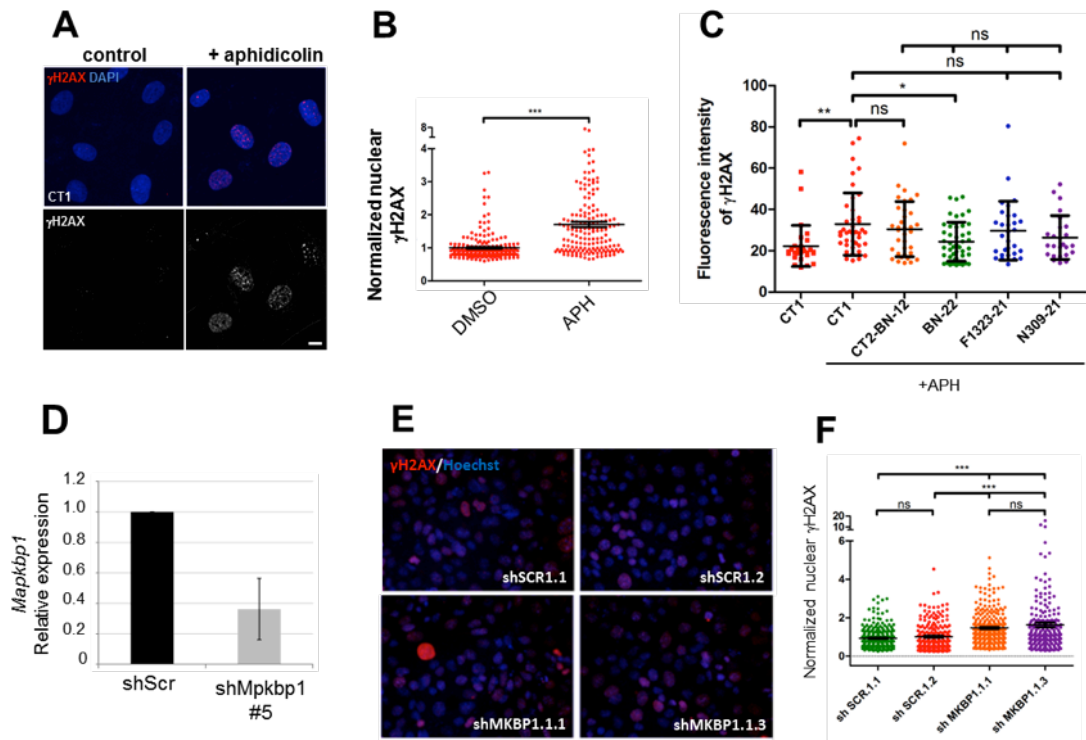 A
control
+ aphidicolin
γH2AX DAPI
CT1
γH2AX
B
Normalized nuclear
γH2AX
***
8
1
4
3
2
1
0
DMSO
APH
C
Fluorescence intensity
of γH2AX
ns
ns
*
**
ns
100
80
60
40
20
0
CT1
CT1
CT2-BN-12
BN-22
F1323-21
N309-21
+APH
D
Mapkbp1
Relative expression
1.2
1.0
0.8
0.6
0.4
0.2
0
shScr
shMpkbp1
#5
E
γH2AX/Hoechst
shSCR1.1
shSCR1.2
shMKBP1.1.1
shMKBP1.1.3
F
Normalized nuclear γH2AX
***
***
ns
ns
20
10
6
4
2
0
sh SCR.1.1
sh SCR.1.2
sh MKBP1.1.1
sh MKBP1.1.3